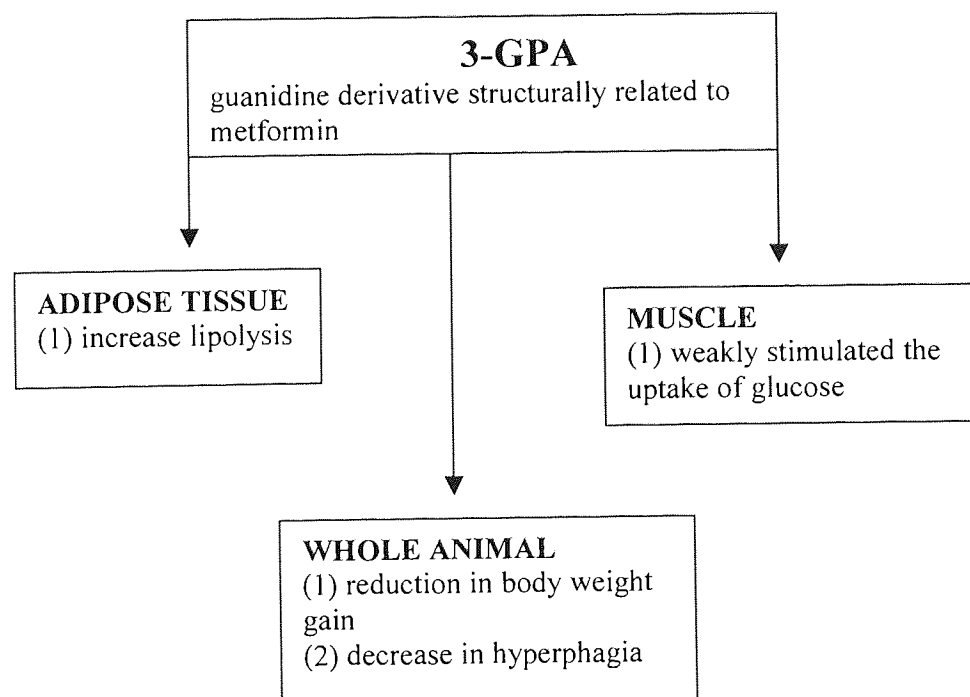 3-GPA
guanidine derivative structurally related to
metformin
ADIPOSE TISSUE
(1) increase lipolysis
MUSCLE
(1) weakly stimulated the
uptake of glucose
WHOLE ANIMAL
(1) reduction in body weight
gain
(2) decrease in hyperphagia